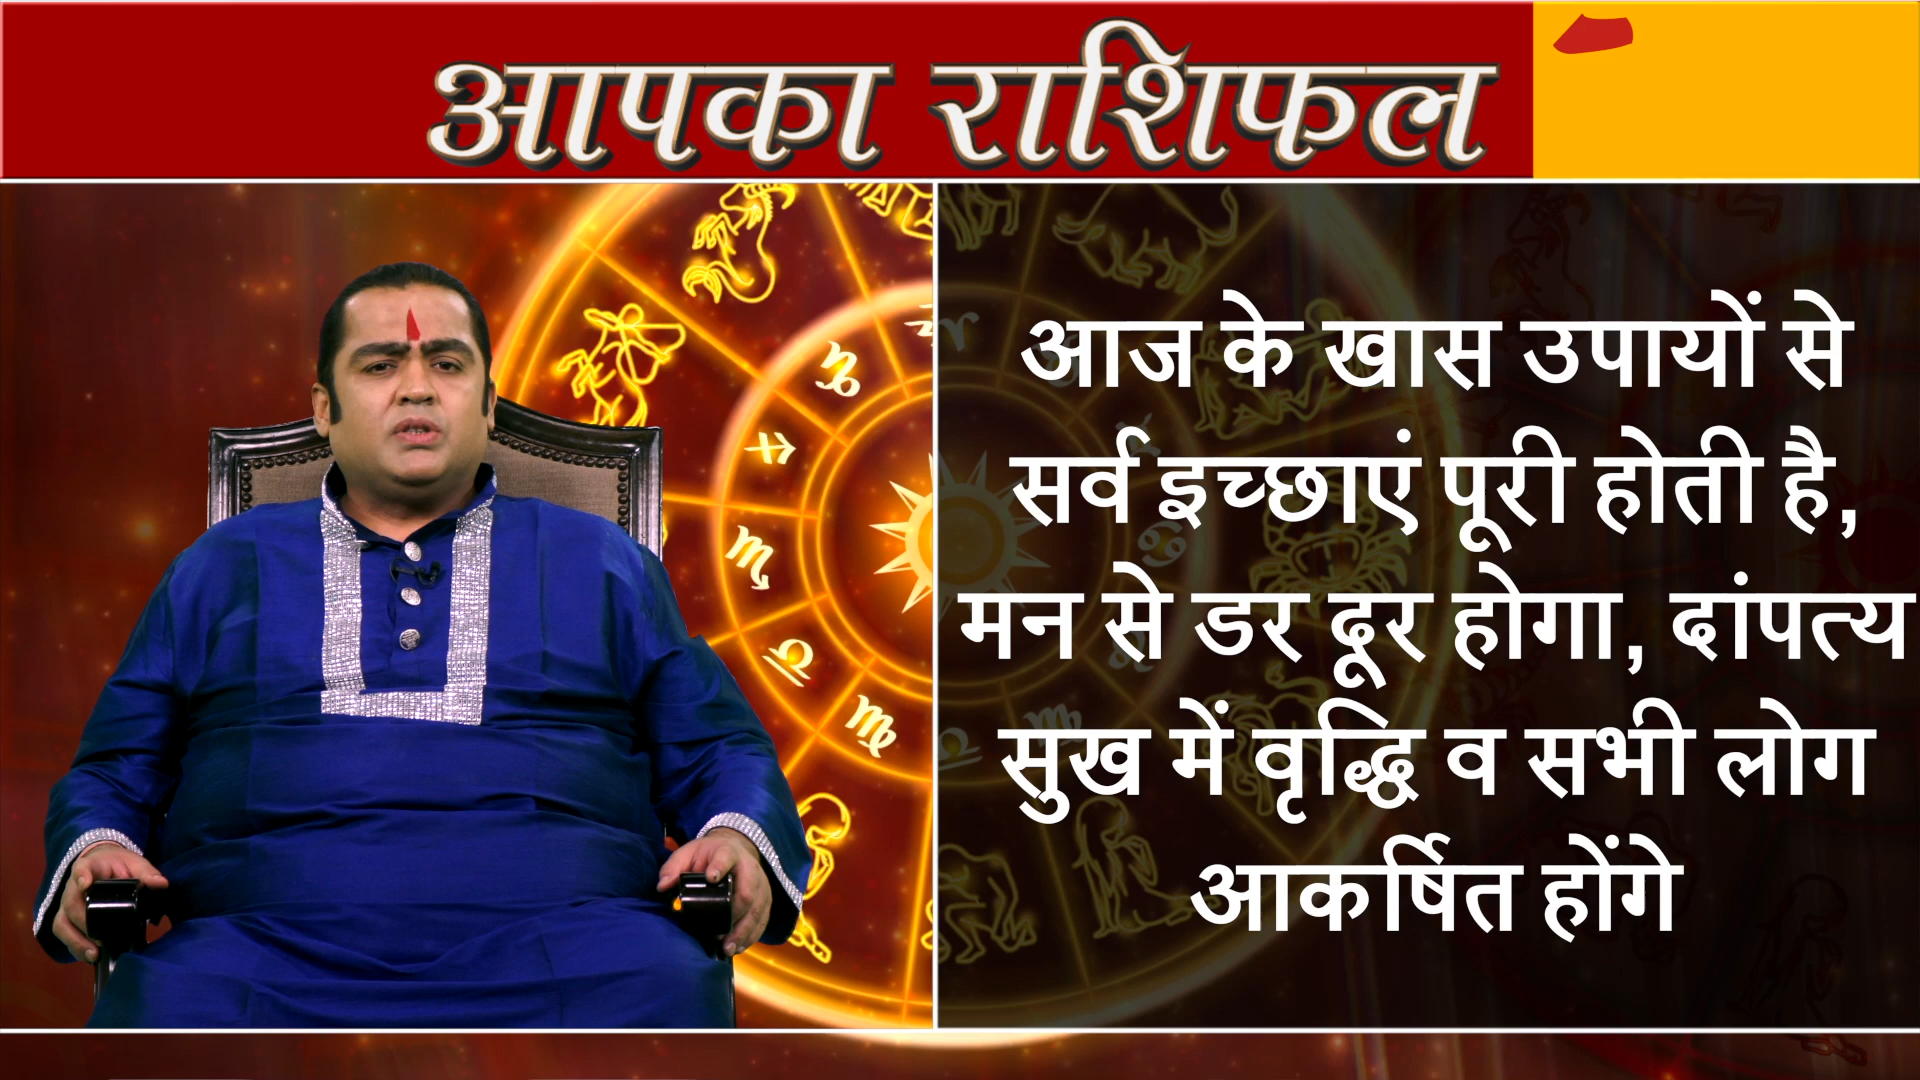 आपका राशिफल
आज के खास उपायों से
सर्व इच्छाएं पूरी होती है,
मन से डर दूर होगा, दांपत्य
सुख में वृद्धि व सभी लोग
आकर्षित होंगे